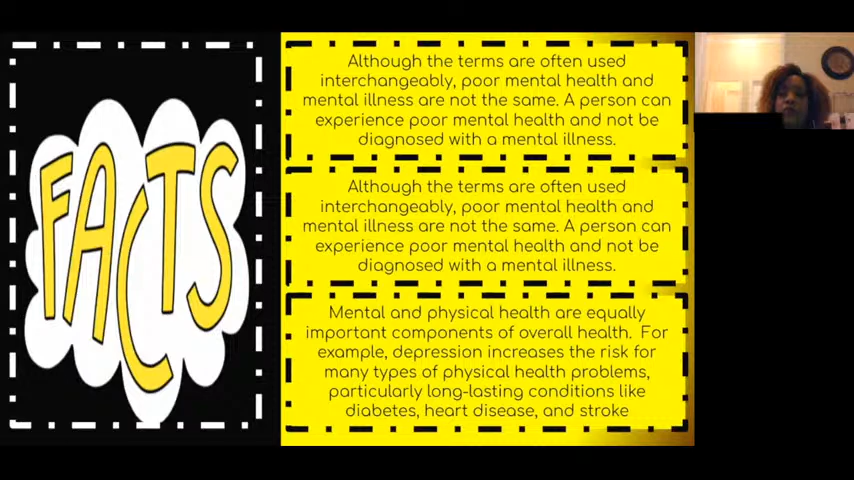 FACTS
Although the terms are often used
interchangeably, poor mental health and
mental illness are not the same. A person can
experience poor mental health and not be
diagnosed with a mental illness.
Although the terms are often used
interchangeably, poor mental health and
mental illness are not the same. A person can
experience poor mental health and not be
diagnosed with a mental illness.
Mental and physical health are equally
important components of overall health. For
example, depression increases the risk for
many types of physical health problems,
particularly long-lasting conditions like
diabetes, heart disease, and stroke